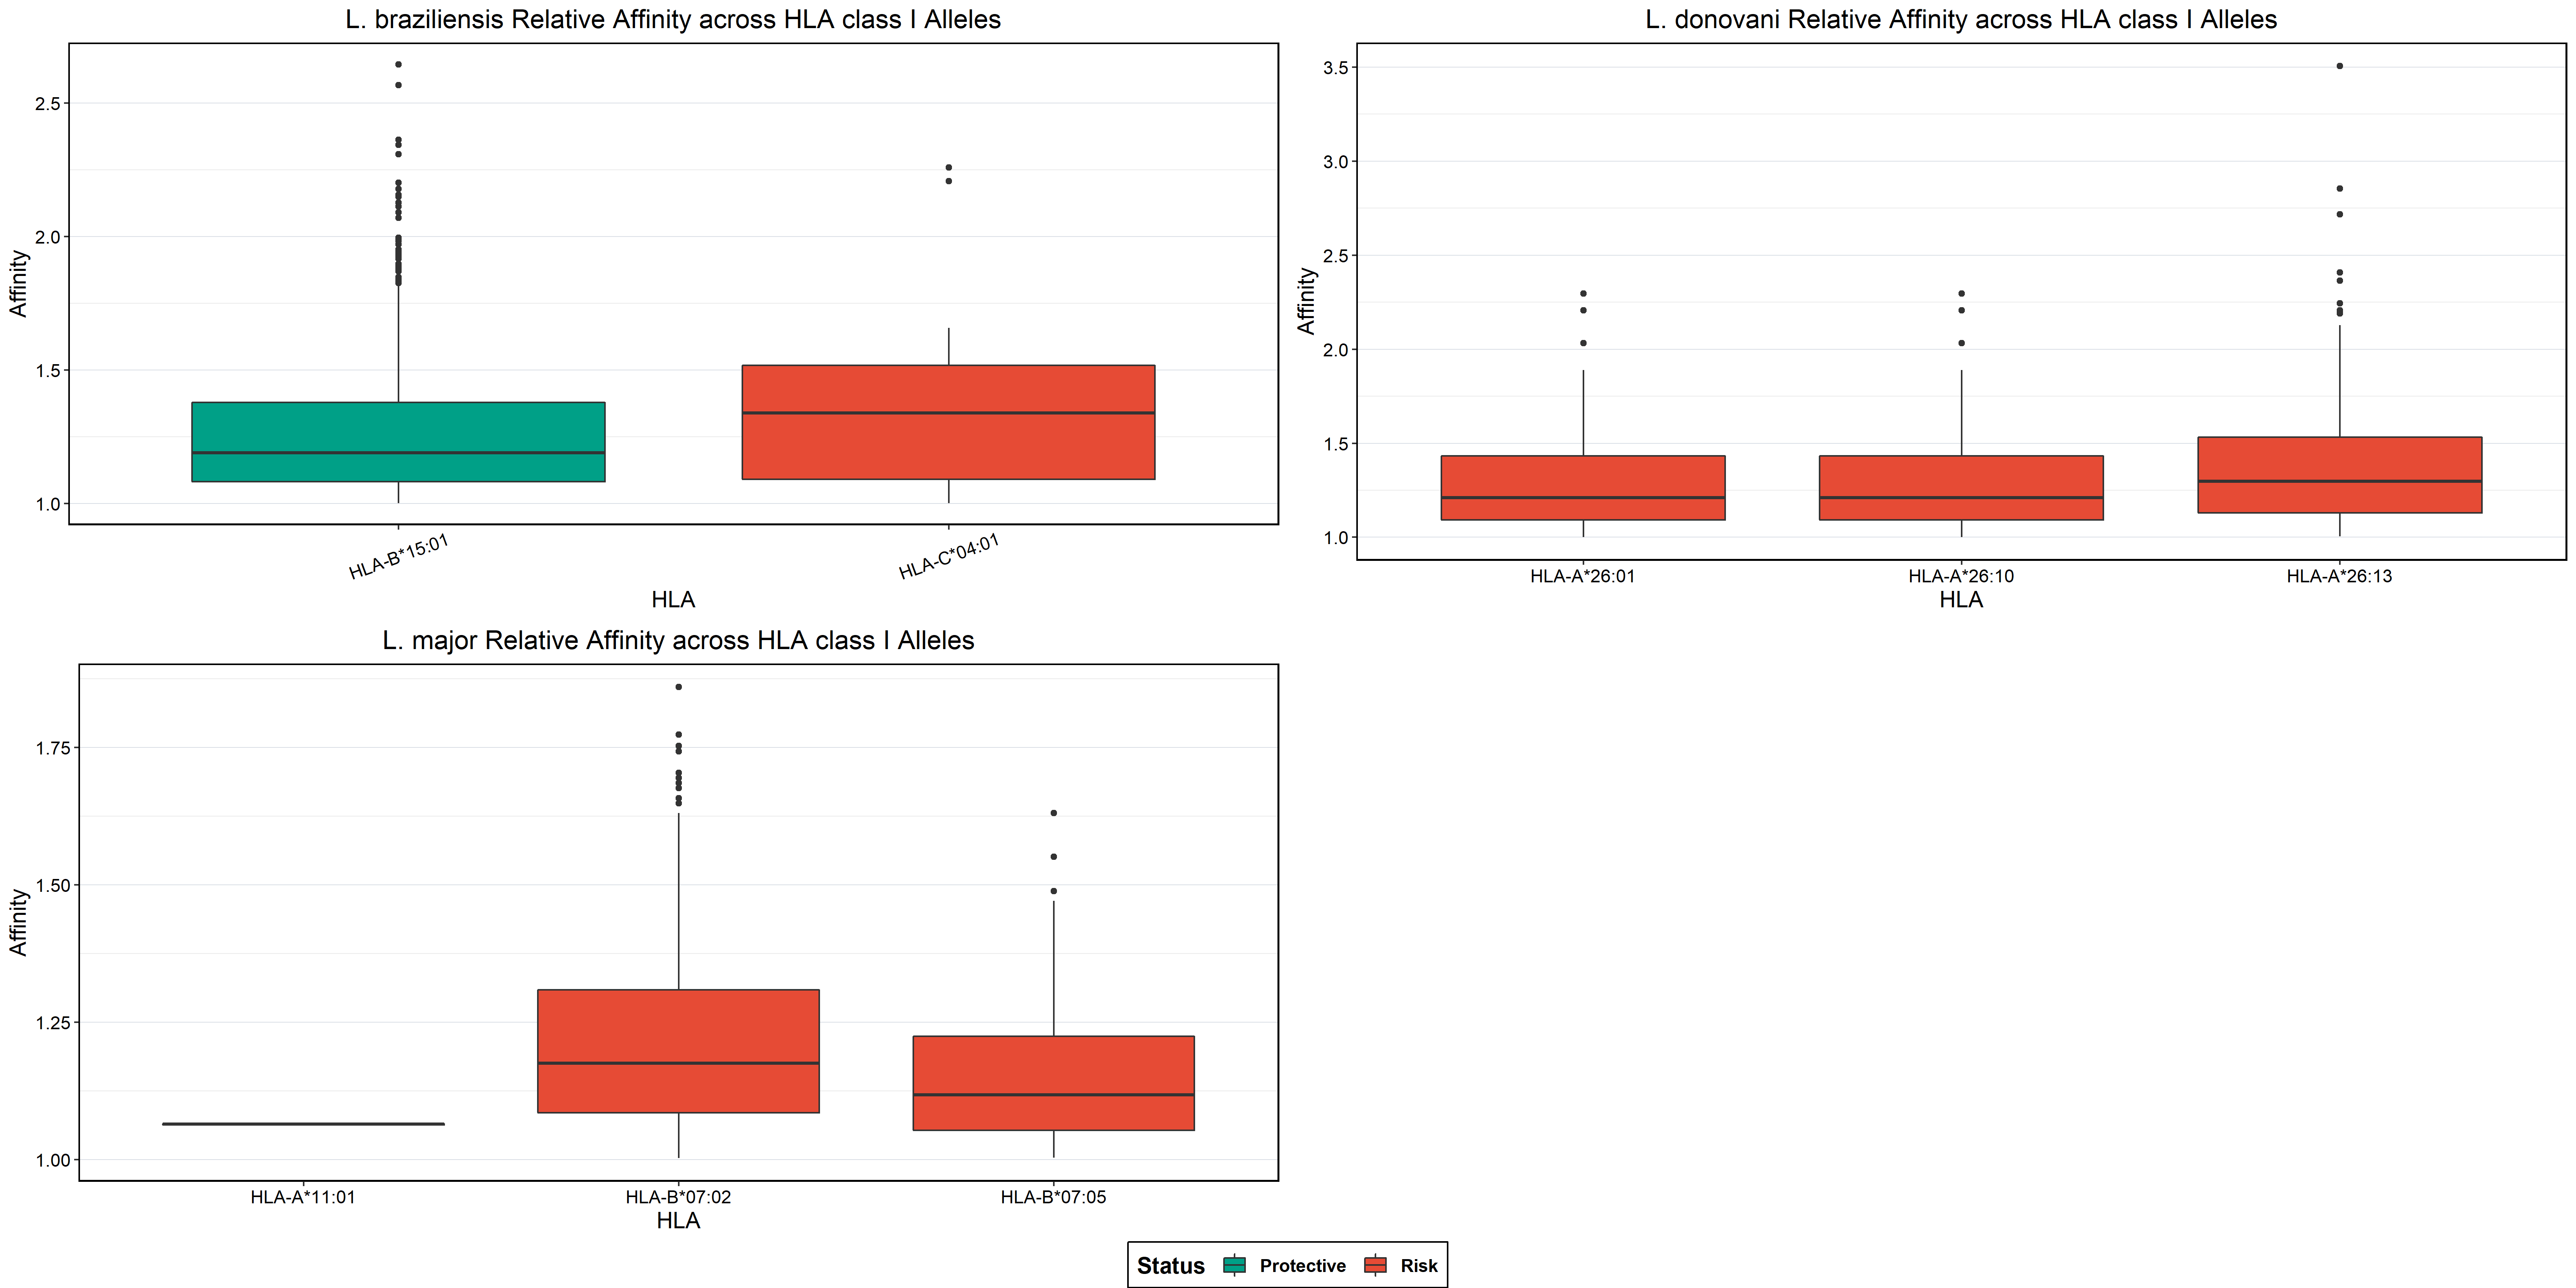 L. braziliensis Relative Affinity across HLA class I Alleles
Affinity
2.5
2.0
1.5
1.0
HLA-B*15:01
HLA-C*04:01
HLA
L. donovani Relative Affinity across HLA class I Alleles
Affinity
3.5
3.0
2.5
2.0
1.5
1.0
HLA-A*26:01
HLA-A*26:10
HLA-A*26:13
HLA
L. major Relative Affinity across HLA class I Alleles
Affinity
1.75
1.50
1.25
1.00
HLA-A*11:01
HLA-B*07:02
HLA-B*07:05
HLA
Status Protective Risk